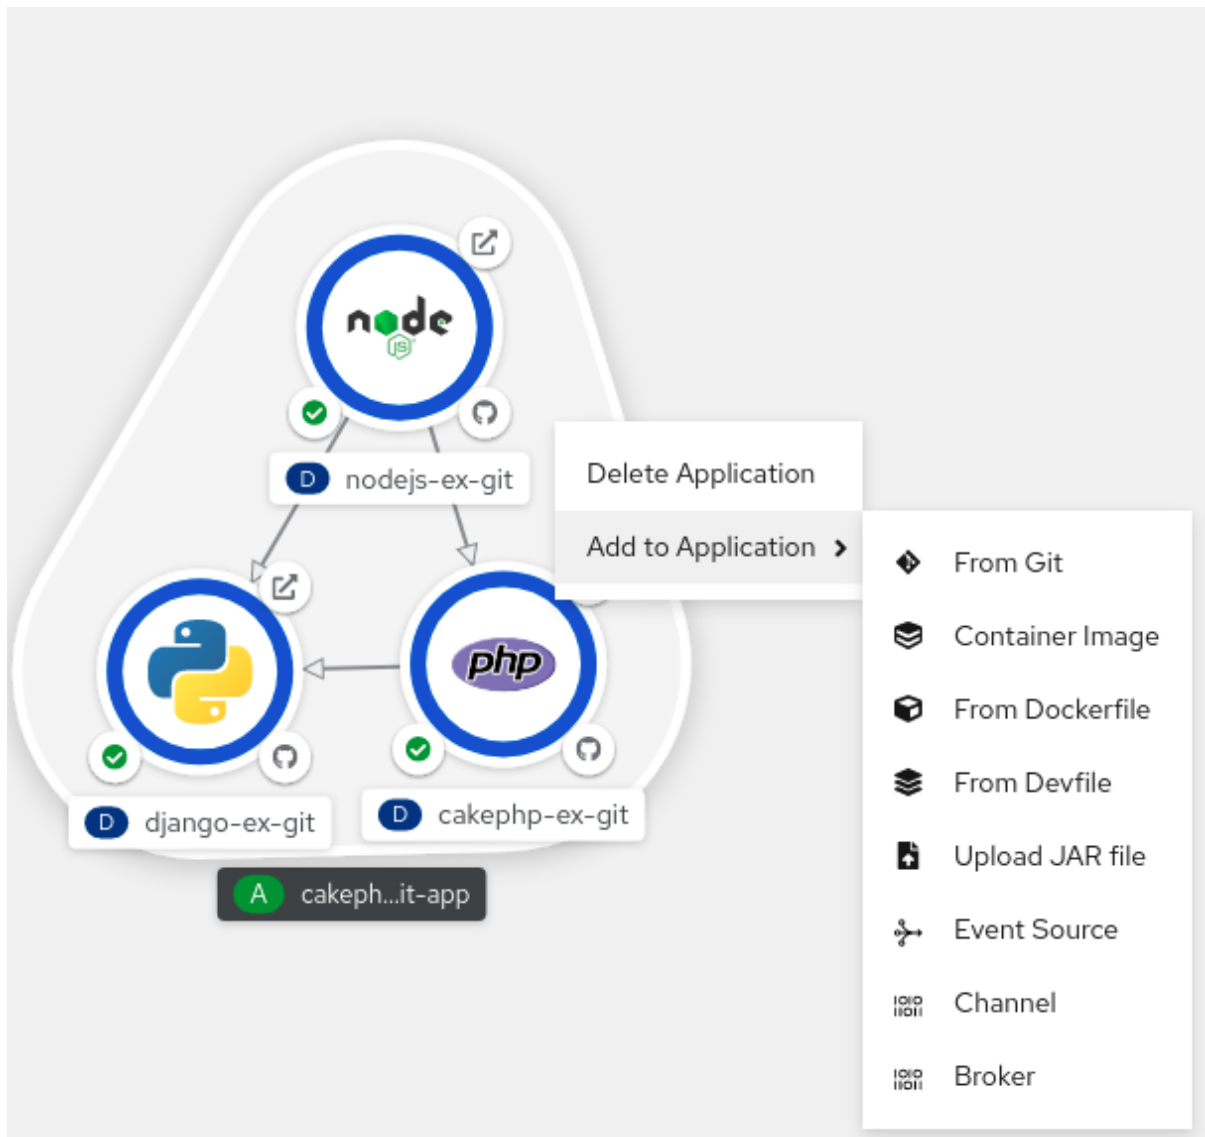 node
JS
D nodejs-ex-git
Delete Application
Add to Application
From Git
Container Image
From Dockerfile
From Devfile
Upload JAR file
Event Source
Channel
Broker
php
D django-ex-git
D cakephp-ex-git
A cakeph...it-app